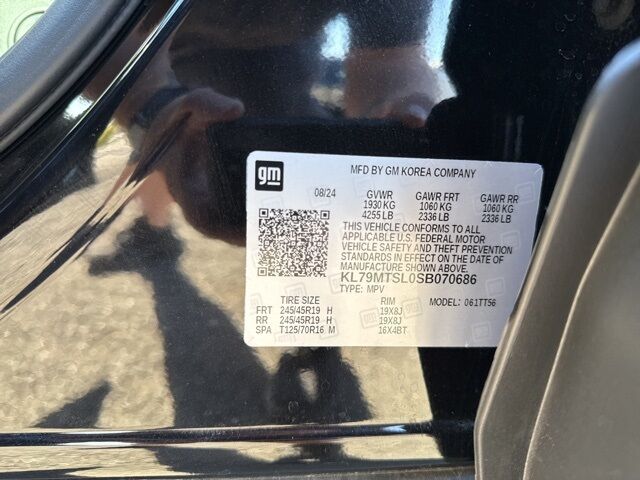 gm
MFD BY GM KOREA COMPANY
08/24 GVWR GAWR FRT GAWR RR
1930 KG 1060 KG 1060 KG
4255 LB 2336 LB 2336 LB
THIS VEHICLE CONFORMS TO ALL
APPLICABLE U.S. FEDERAL MOTOR
VEHICLE SAFETY AND THEFT PREVENTION
STANDARDS IN EFFECT ON THE DATE OF
MANUFACTURE SHOWN ABOVE.
KL79MTSL0SB070686
TYPE: MPV
TIRE SIZE RIM MODEL: 061TT56
FRT 245/45R19 H 19X8J
RR 245/45R19 H 19X8J
SPA T125/70R16 M 16X4BT